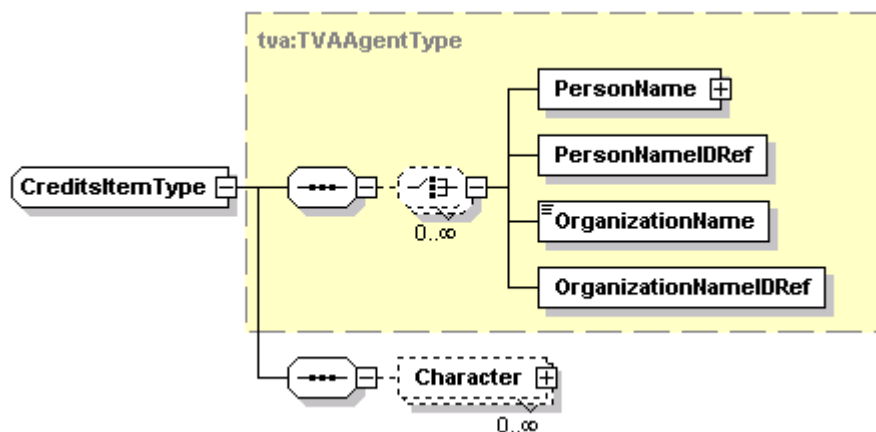 tva:TVAAgentType
PersonName
PersonNameIDRef
CreditsItemType
OrganizationName
0..∞
OrganizationNameIDRef
Character
0..∞